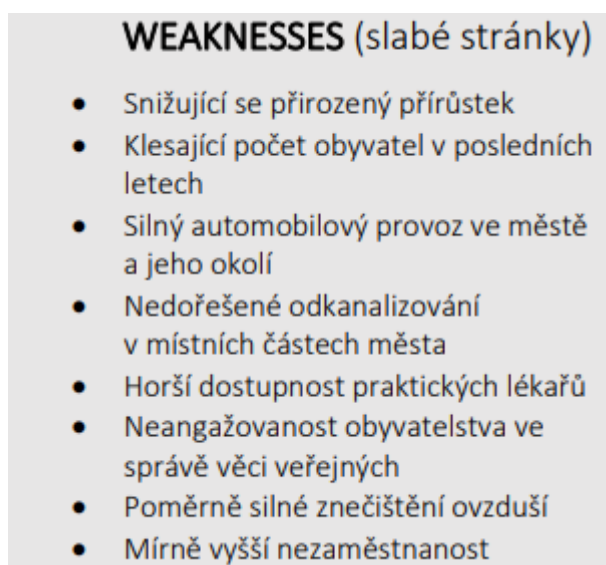 WEAKNESSES (slabé stránky)
• Snižující se přirozený přírůstek
• Klesající počet obyvatel v posledních
letech
• Silný automobilový provoz ve městě
a jeho okolí
• Nedořešené odkanalizování
v místních částech města
• Horší dostupnost praktických lékařů
• Neangažovanost obyvatelstva ve
správě věci veřejných
• Poměrně silné znečištění ovzduší
• Mírně vyšší nezaměstnanost